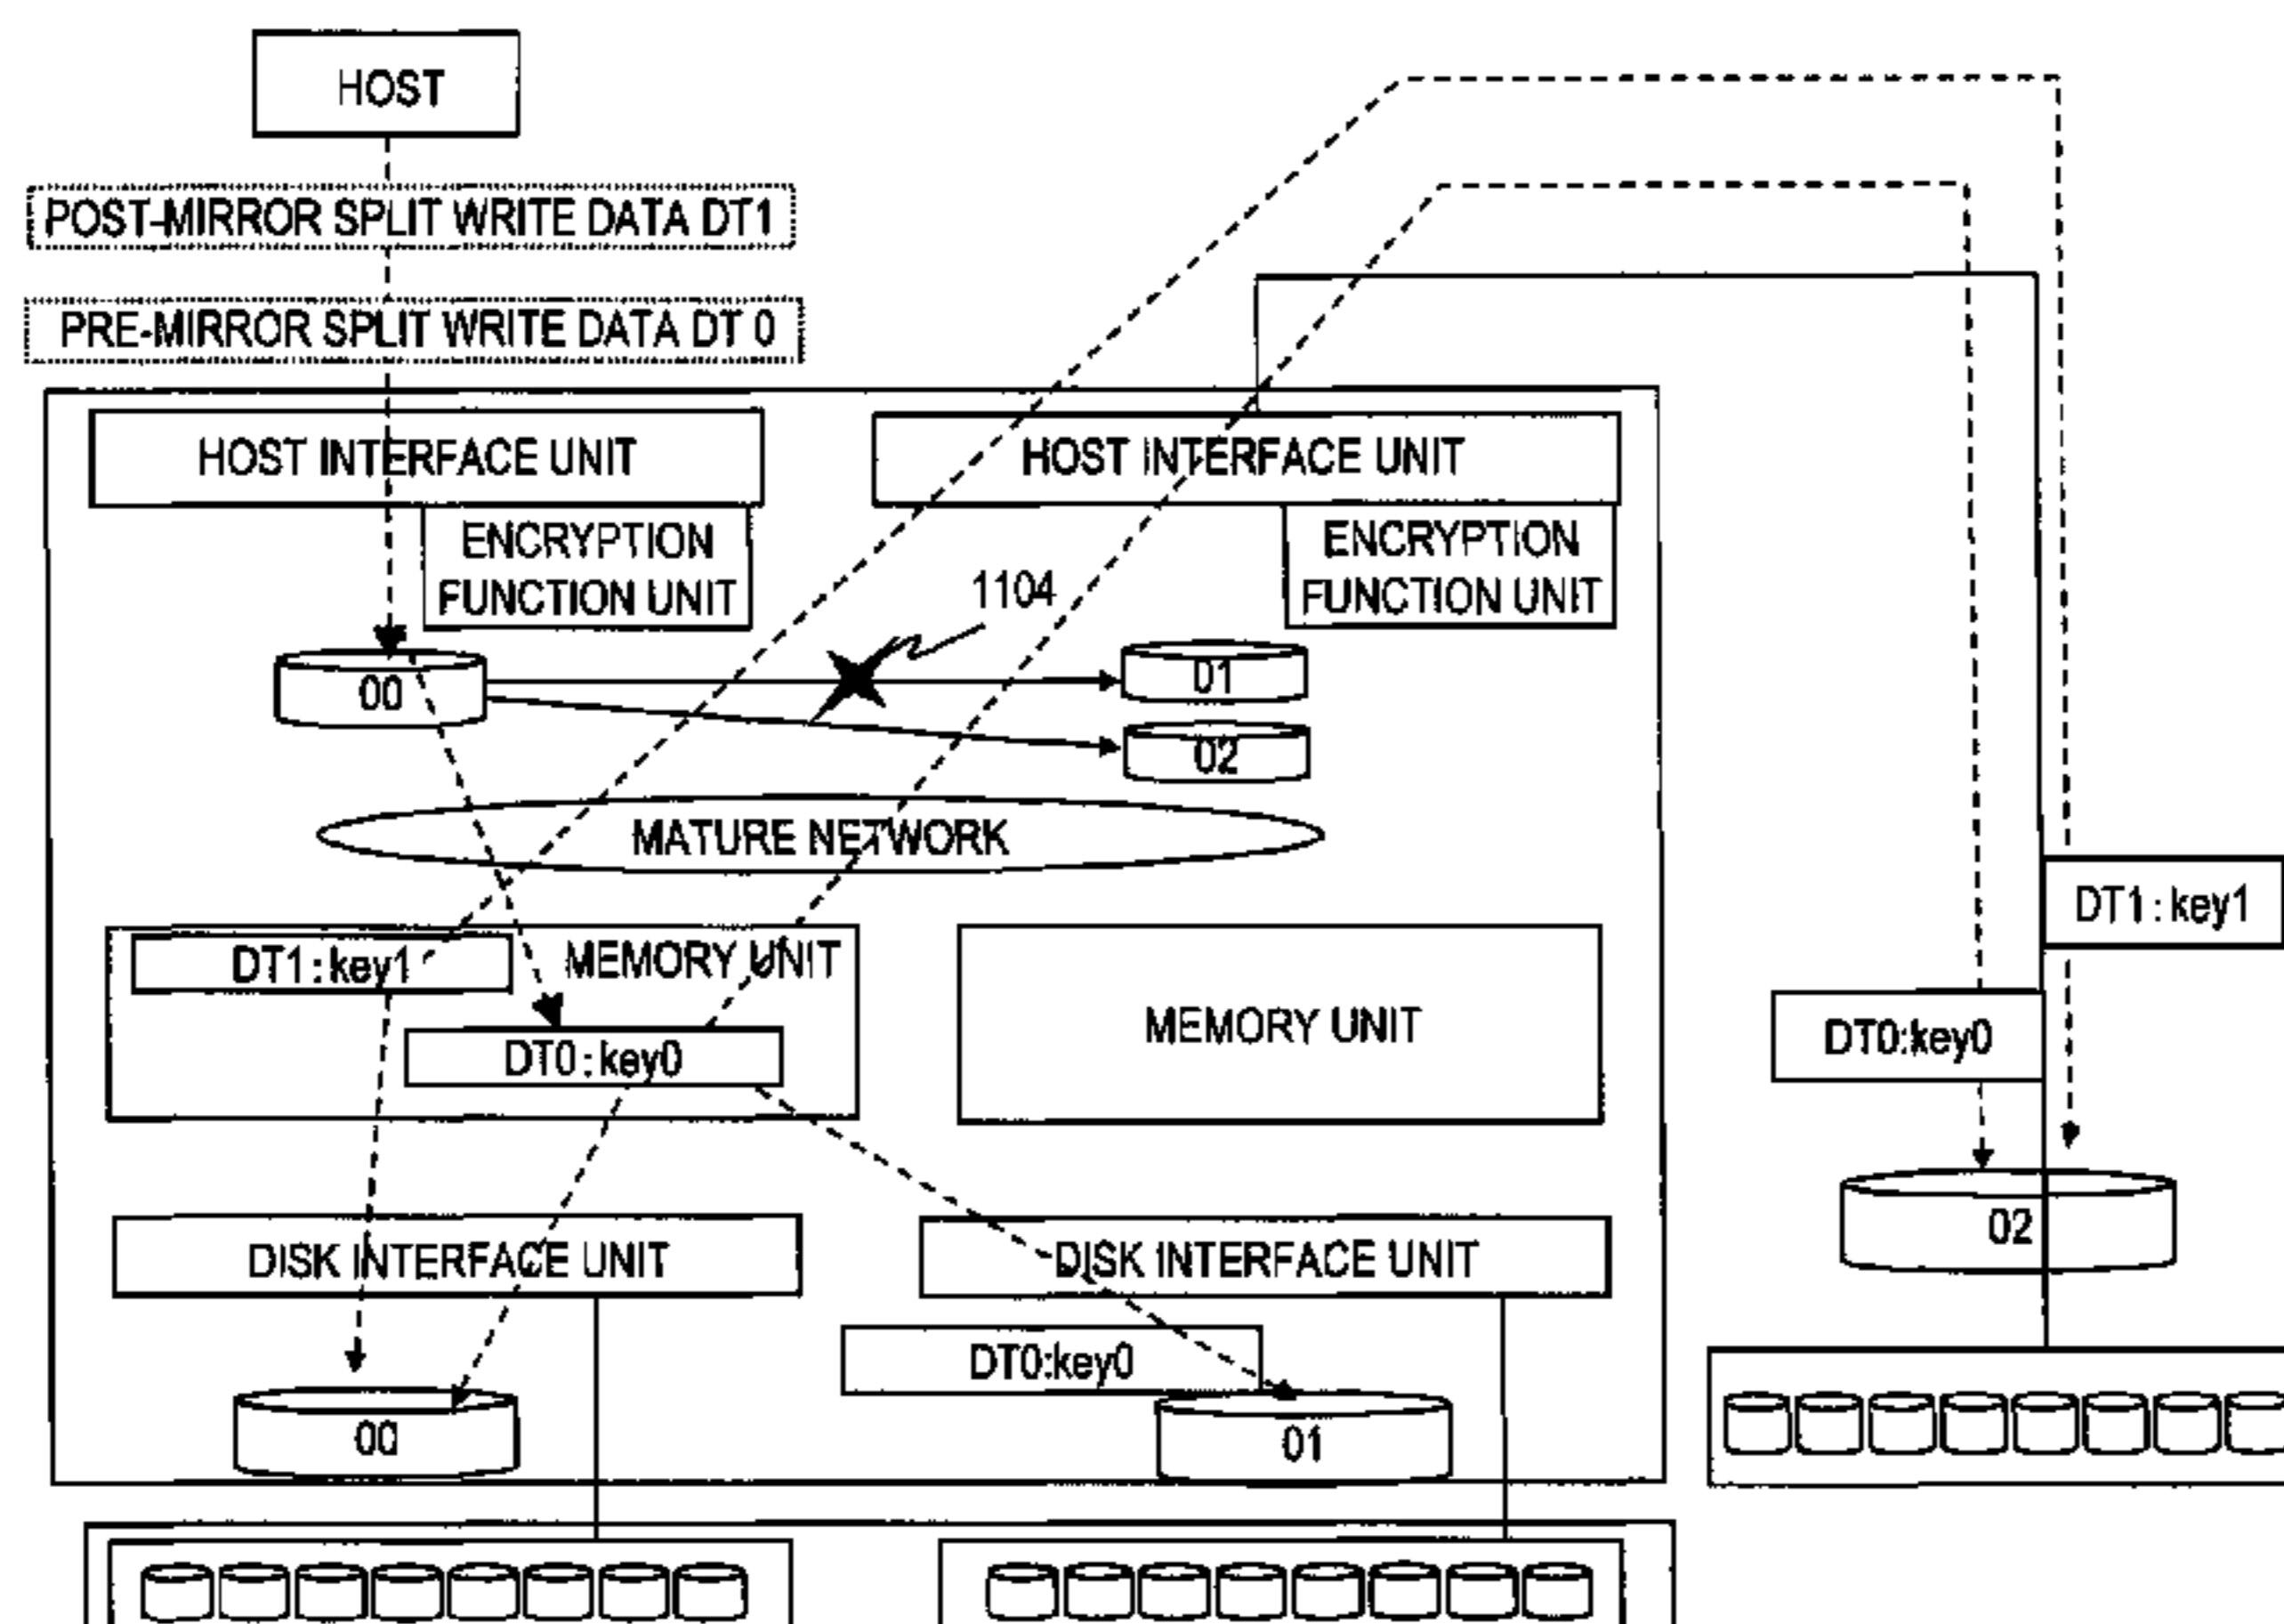 HOST
POST-MIRROR SPLIT WRITE DATA DT1
PRE-MIRROR SPLIT WRITE DATA DT 0
HOST INTERFACE UNIT
HOST INTERFACE UNIT
ENCRYPTION
FUNCTION UNIT
ENCRYPTION
FUNCTION UNIT
1104
00
01
02
MATURE NETWORK
DT1:key1
DT1:key1
MEMORY UNIT
MEMORY UNIT
DT0:key0
DT0:key0
02
DISK INTERFACE UNIT
DISK INTERFACE UNIT
DT0:key0
00
01